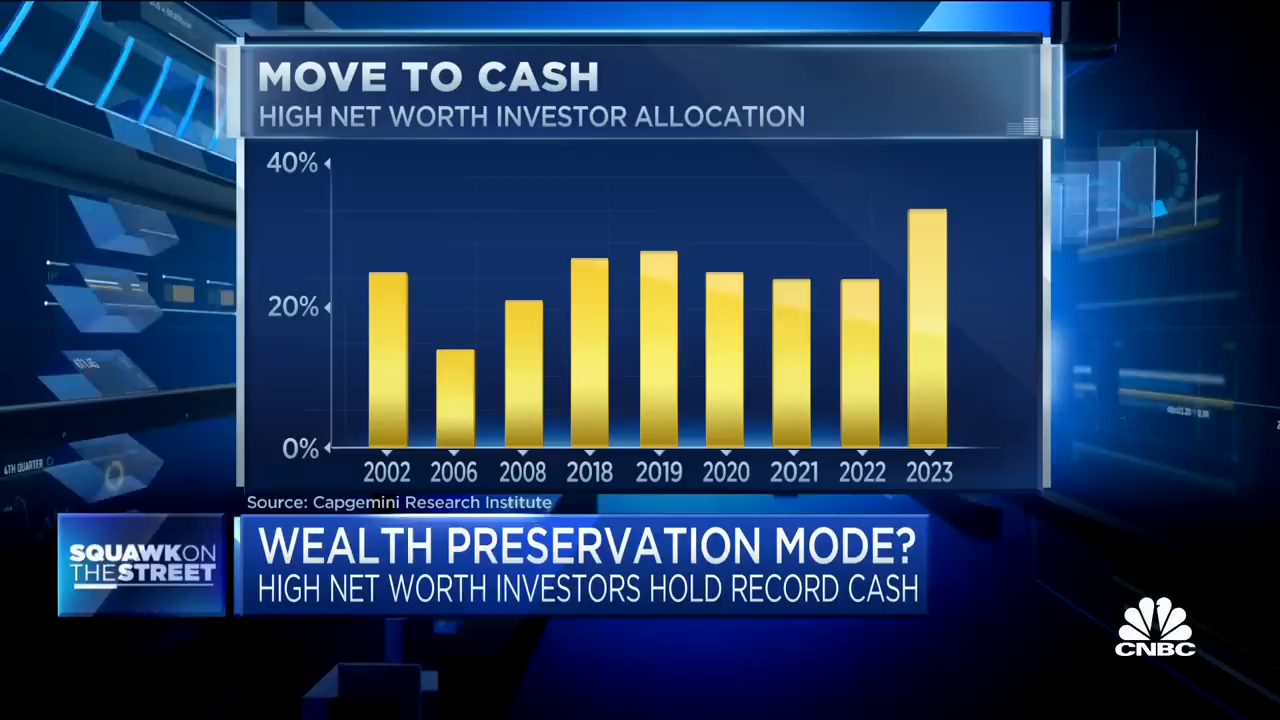 MOVE TO CASH
HIGH NET WORTH INVESTOR ALLOCATION
40%
20%
0%
2002 2006 2008 2018 2019 2020 2021 2022 2023
Source: Capgemini Research Institute
SQUAWK ON
THE STREET
WEALTH PRESERVATION MODE?
HIGH NET WORTH INVESTORS HOLD RECORD CASH
4TH QUARTER
CNBC